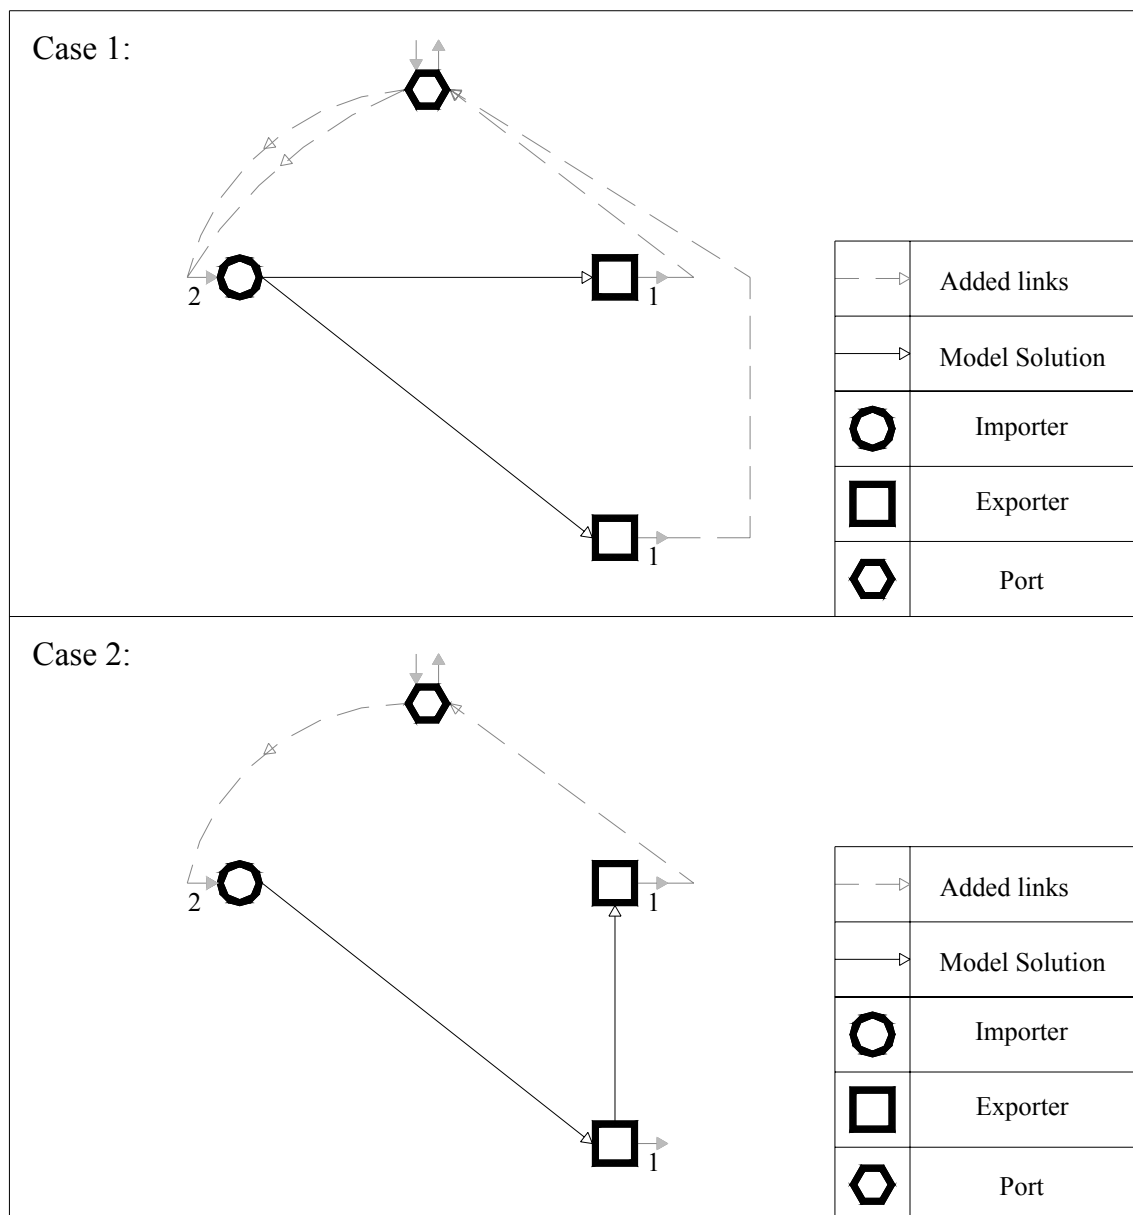 Case 1:
2
1
1
Added links
Model Solution
Importer
Exporter
Port
Case 2:
2
1
1
Added links
Model Solution
Importer
Exporter
Port